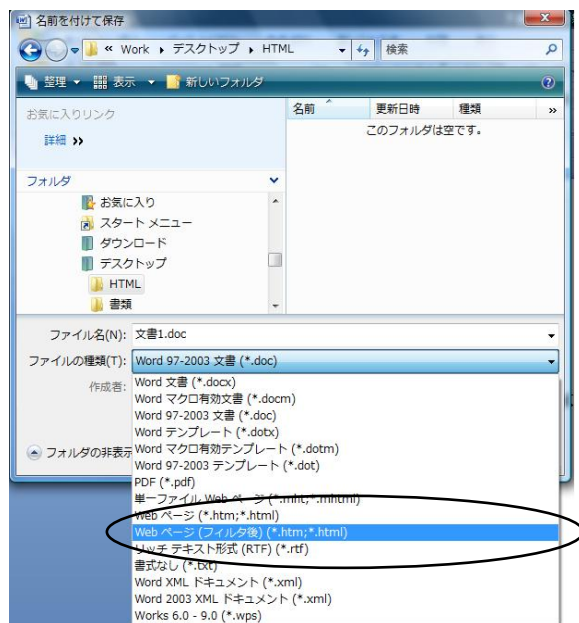 名前を付けて保存
« Work ▸ デスクトップ ▸ HTML
検索
整理 ▼ 表示 ▼ 新しいフォルダ
お気に入りリンク
詳細 »
名前 更新日時 種類 »
このフォルダは空です。
フォルダ
お気に入り
スタート メニュー
ダウンロード
デスクトップ
HTML
書類
ファイル名(N): 文書1.doc
ファイルの種類(T): Word 97-2003 文書 (*.doc)
作成者:
Word 文書 (*.docx)
Word マクロ有効文書 (*.docm)
Word 97-2003 文書 (*.doc)
Word テンプレート (*.dotx)
Word マクロ有効テンプレート (*.dotm)
Word 97-2003 テンプレート (*.dot)
PDF (*.pdf)
単一ファイル Web ページ (*.mht;*.mhtml)
Web ページ (*.htm;*.html)
Web ページ (フィルタ後) (*.htm;*.html)
リッチ テキスト形式 (RTF) (*.rtf)
書式なし (*.txt)
Word XML ドキュメント (*.xml)
Word 2003 XML ドキュメント (*.xml)
Works 6.0 - 9.0 (*.wps)
フォルダの非表示